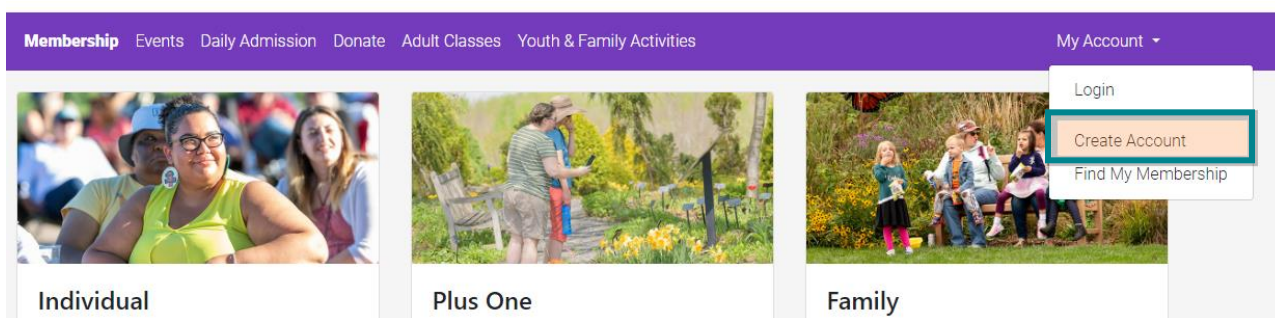 Membership Events Daily Admission Donate Adult Classes Youth & Family Activities My Account
Login
Create Account
Find My Membership
Individual
Plus One
Family